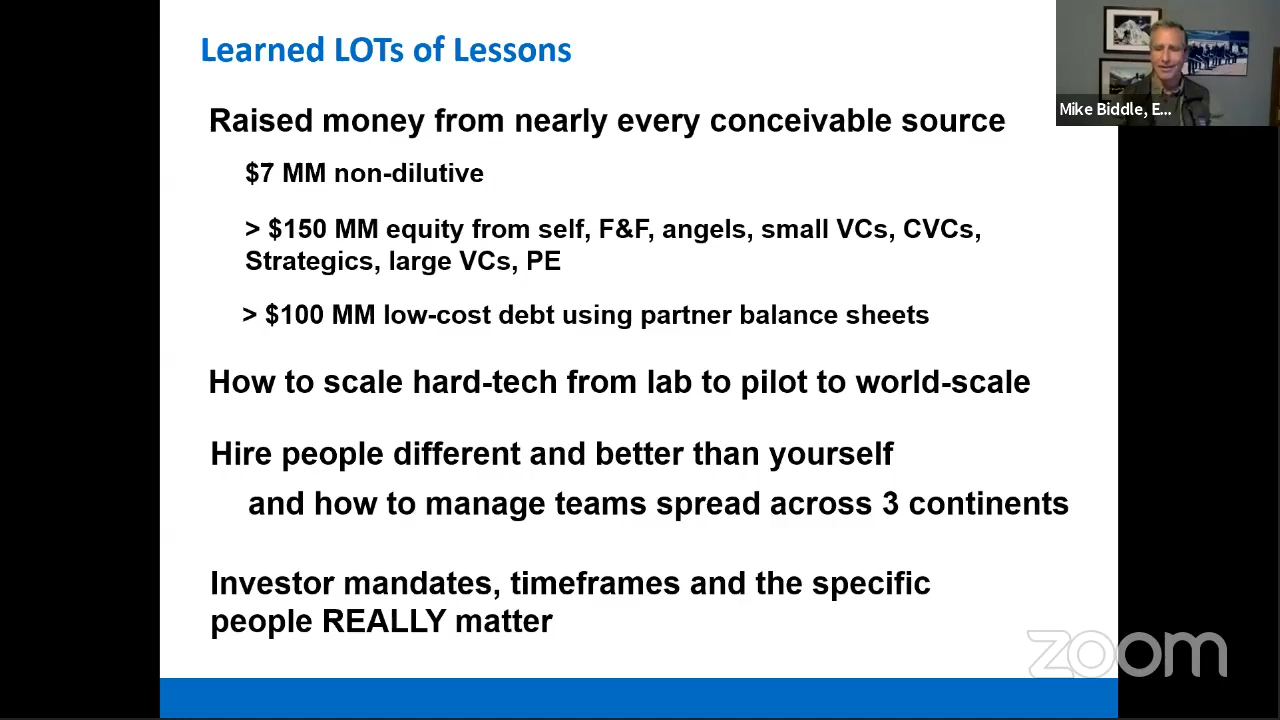 Learned LOTs of Lessons
Raised money from nearly every conceivable source
$7 MM non-dilutive
> $150 MM equity from self, F&F, angels, small VCs, CVCs,
Strategics, large VCs, PE
> $100 MM low-cost debt using partner balance sheets
How to scale hard-tech from lab to pilot to world-scale
Hire people different and better than yourself
and how to manage teams spread across 3 continents
Investor mandates, timeframes and the specific
people REALLY matter
Mike Biddle, E...
zoom